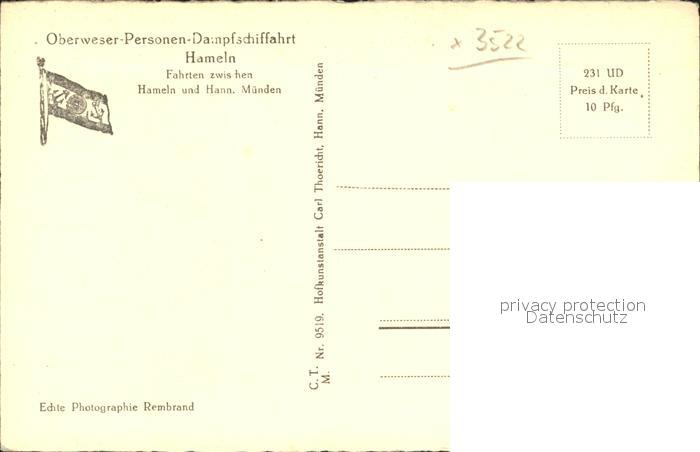 Oberweser-Personen-Dampfschiffahrt
Hameln
Fahrten zwischen
Hameln und Hann. Münden
x 3522
231 UD
Preis d. Karte
10 Pfg.
C. T. M. Nr. 9519. Hofkunstanstalt Carl Thoericht, Hann. Münden
privacy protection
Datenschutz
Echte Photographie Rembrand